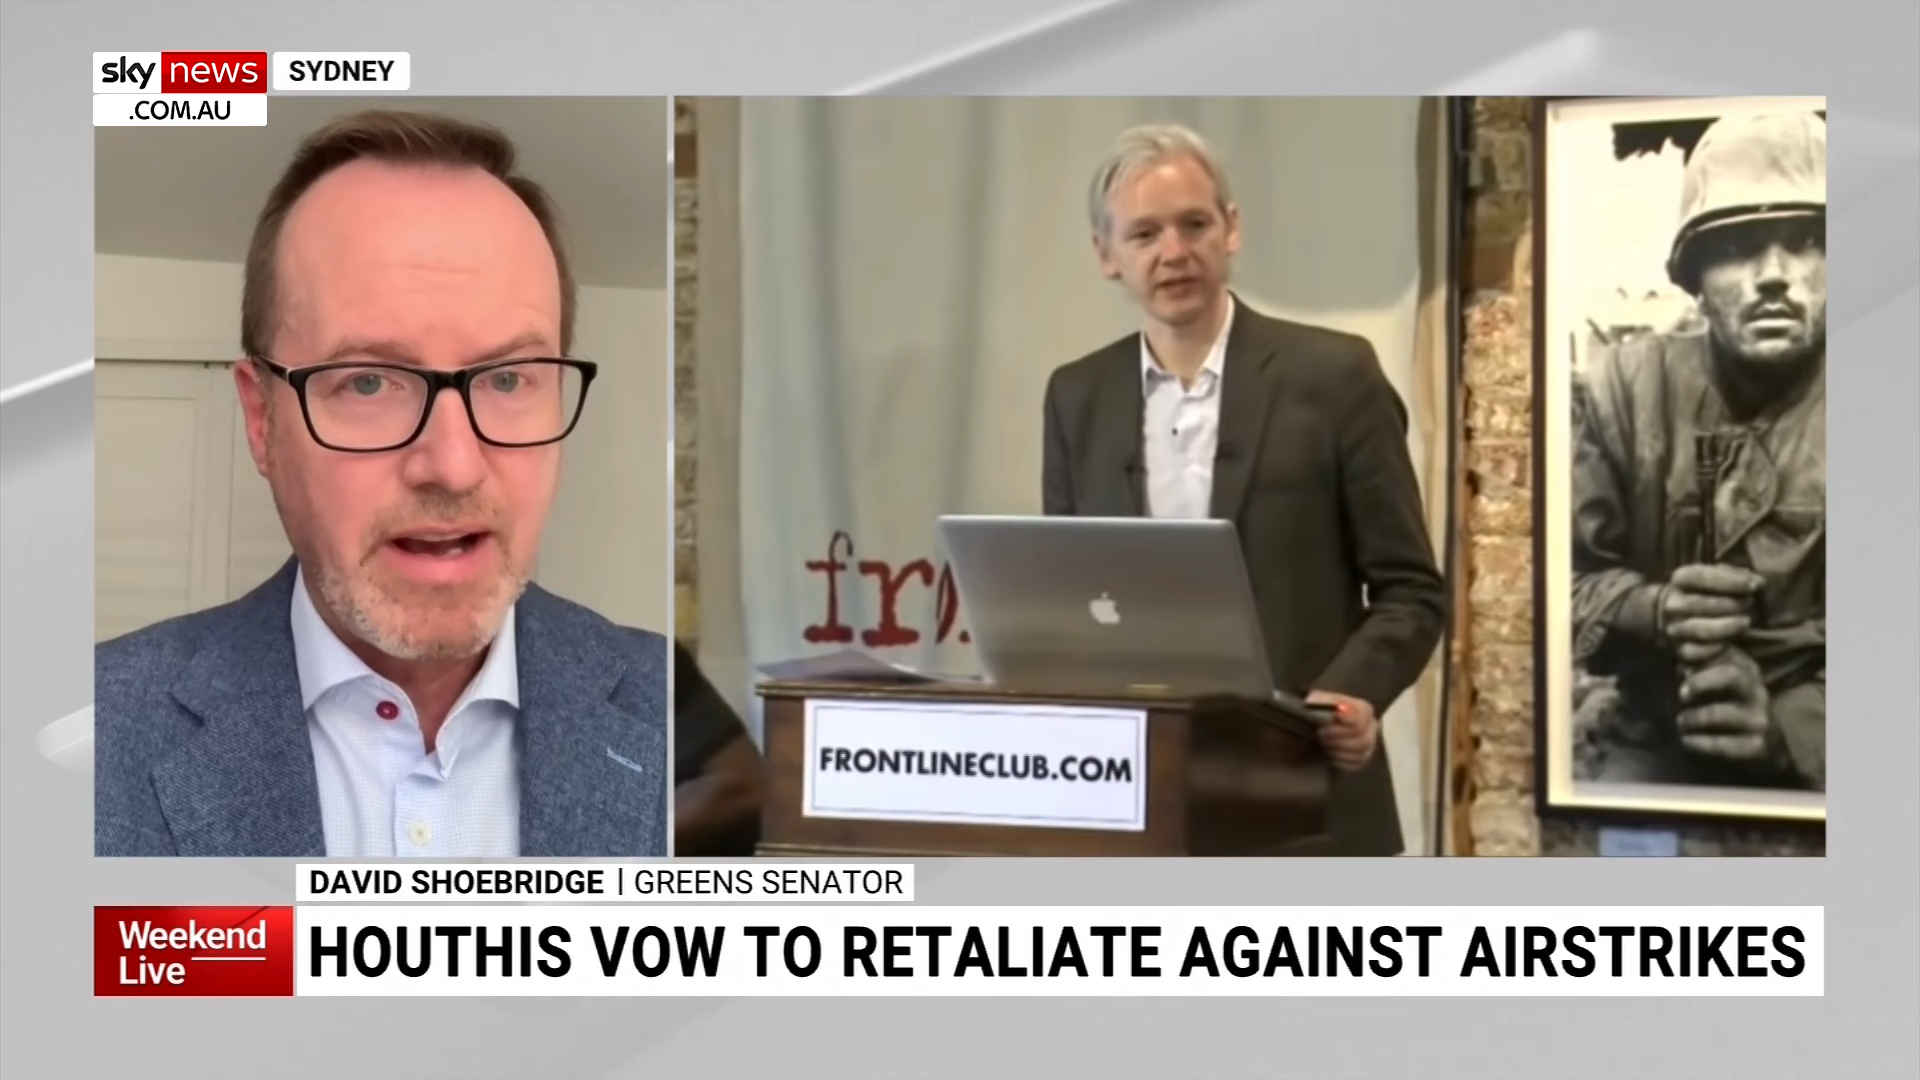 sky news
SYDNEY
.COM.AU
fro
FRONTLINECLUB.COM
DAVID SHOEBRIDGE | GREENS SENATOR
Weekend
Live
HOUTHIS VOW TO RETALIATE AGAINST AIRSTRIKES